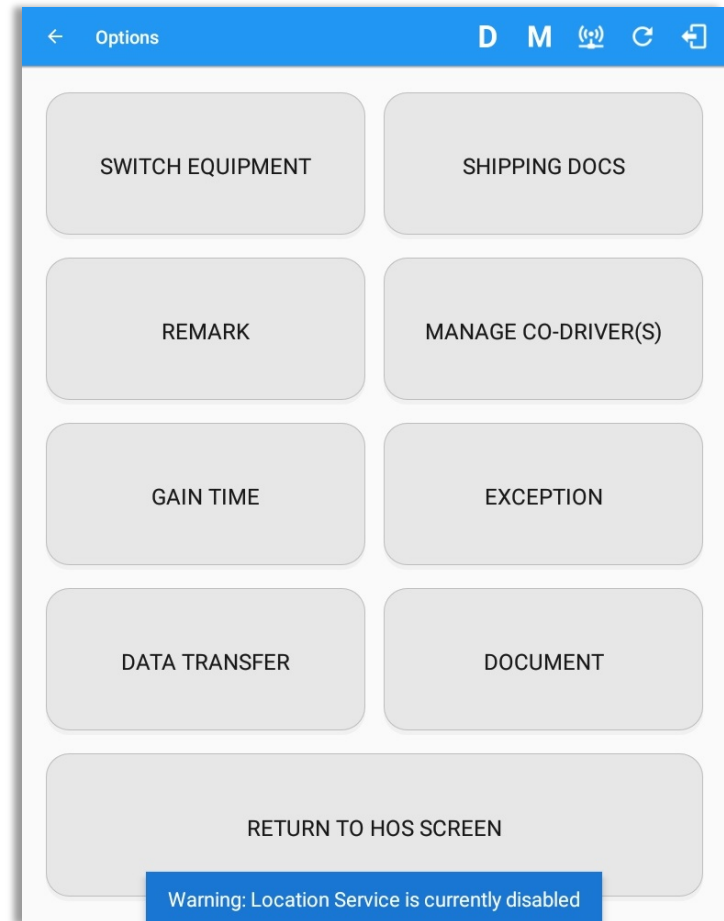 Options D M
SWITCH EQUIPMENT SHIPPING DOCS
REMARK MANAGE CO-DRIVER(S)
GAIN TIME EXCEPTION
DATA TRANSFER DOCUMENT
RETURN TO HOS SCREEN
Warning: Location Service is currently disabled